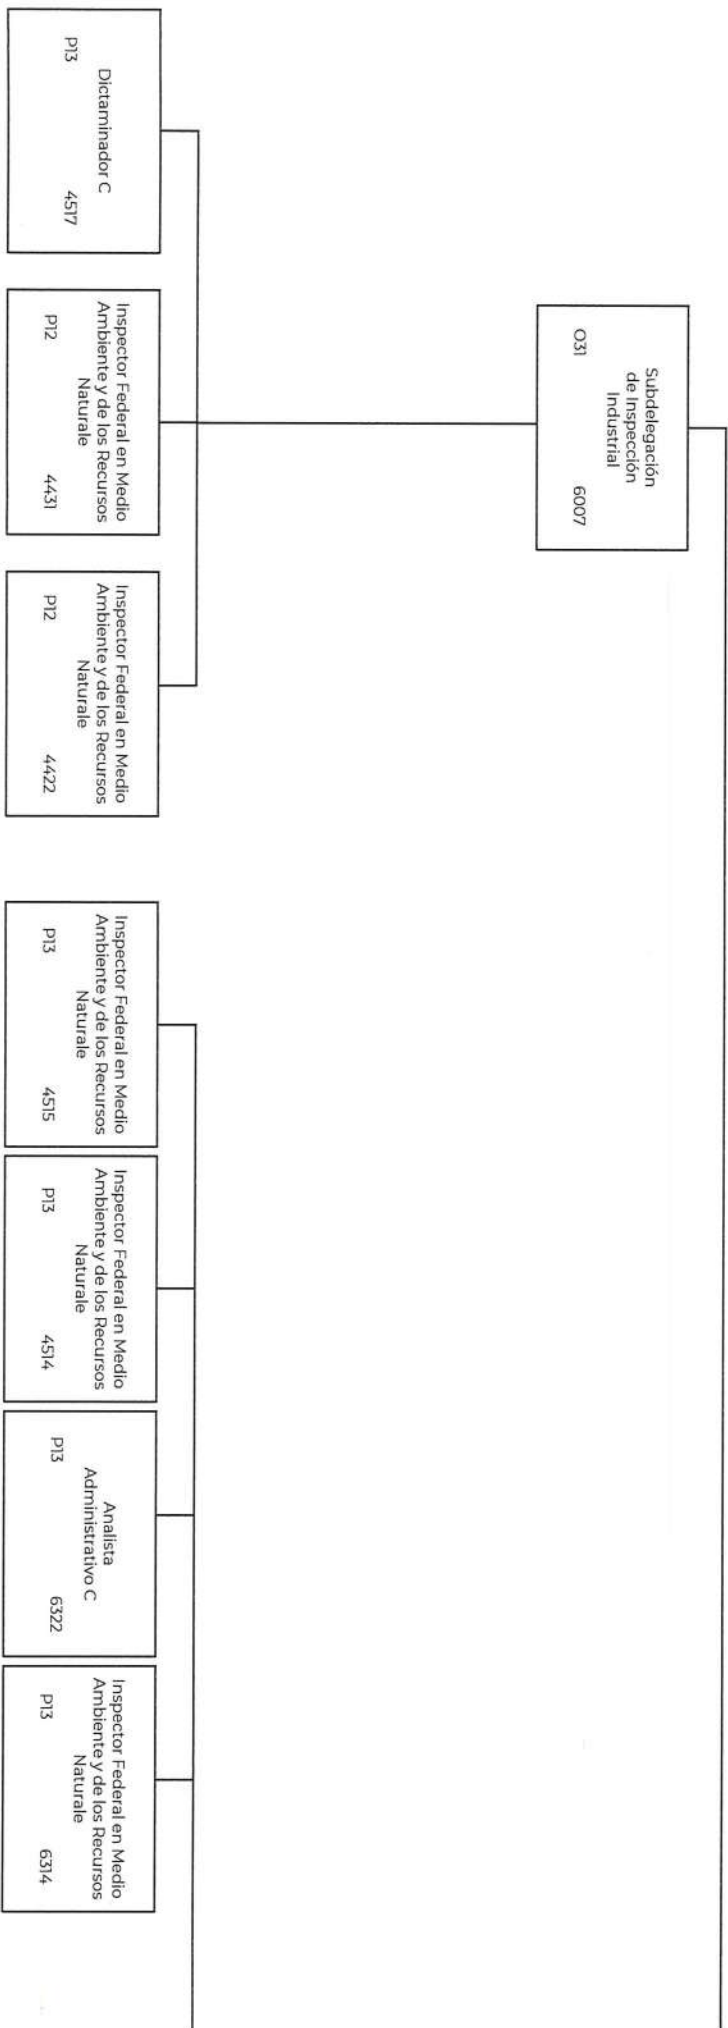 Subdelegación
de Inspección
Industrial
O31 6007
Dictaminador C
P13 4517
Inspector Federal en Medio
Ambiente y de los Recursos
Naturale
P12 4431
Inspector Federal en Medio
Ambiente y de los Recursos
Naturale
P12 4422
Inspector Federal en Medio
Ambiente y de los Recursos
Naturale
P13 4515
Inspector Federal en Medio
Ambiente y de los Recursos
Naturale
P13 4514
Analista
Administrativo C
P13 6322
Inspector Federal en Medio
Ambiente y de los Recursos
Naturale
P13 6314